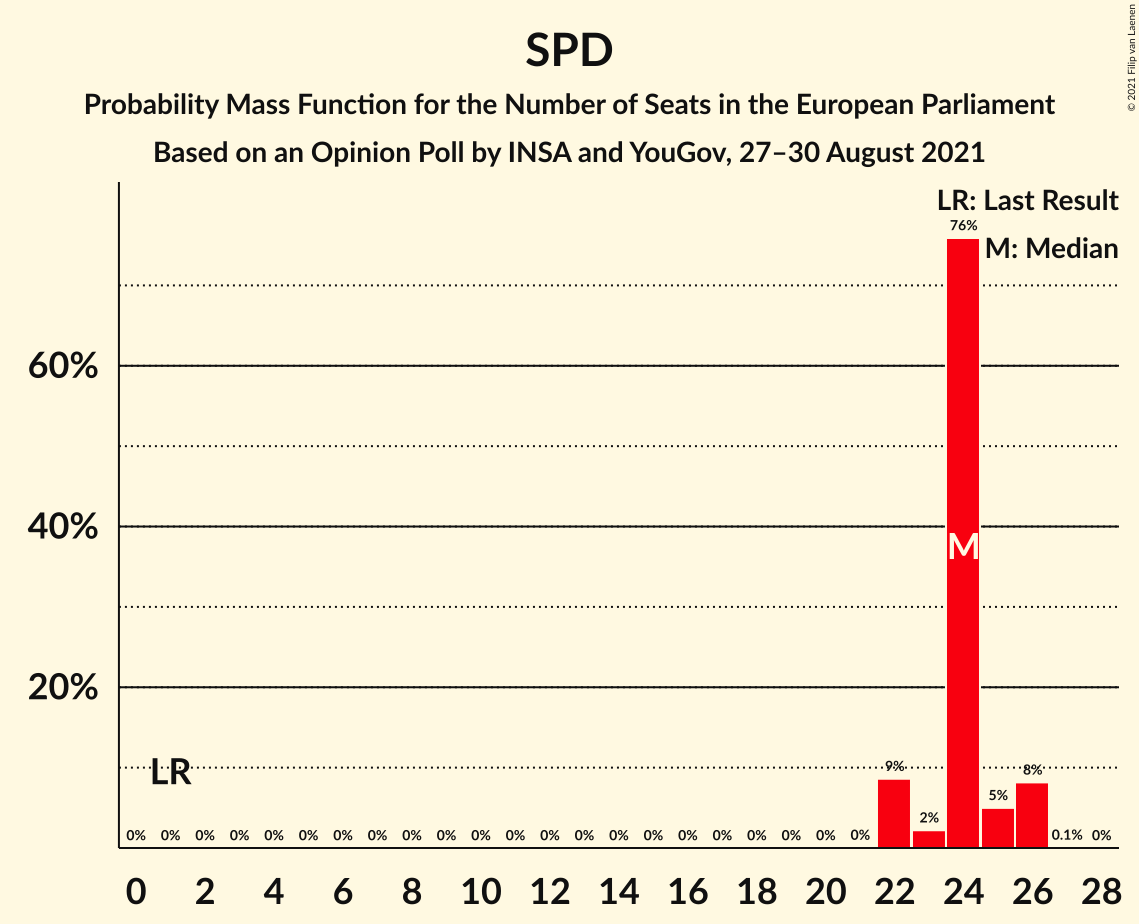 SPD
Probability Mass Function for the Number of Seats in the European Parliament
Based on an Opinion Poll by INSA and YouGov, 27–30 August 2021
© 2021 Filip van Laenen
LR: Last Result
M: Median
76%
60%
40%
20%
M
LR
0% 0% 0% 0% 0% 0% 0% 0% 0% 0% 0% 0% 0% 0% 0% 0% 0% 0% 0% 0% 0% 0% 9% 2% 5% 8% 0.1% 0%
0 2 4 6 8 10 12 14 16 18 20 22 24 26 28